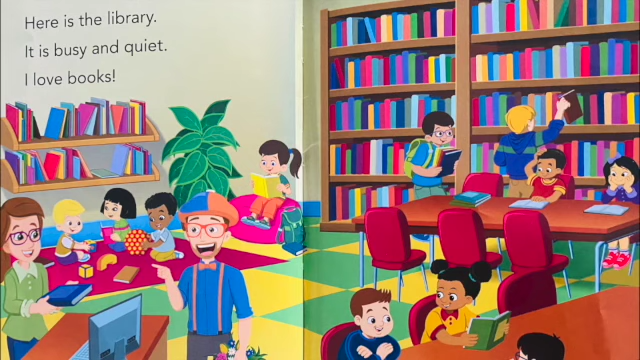 Here is the library.
It is busy and quiet.
I love books!